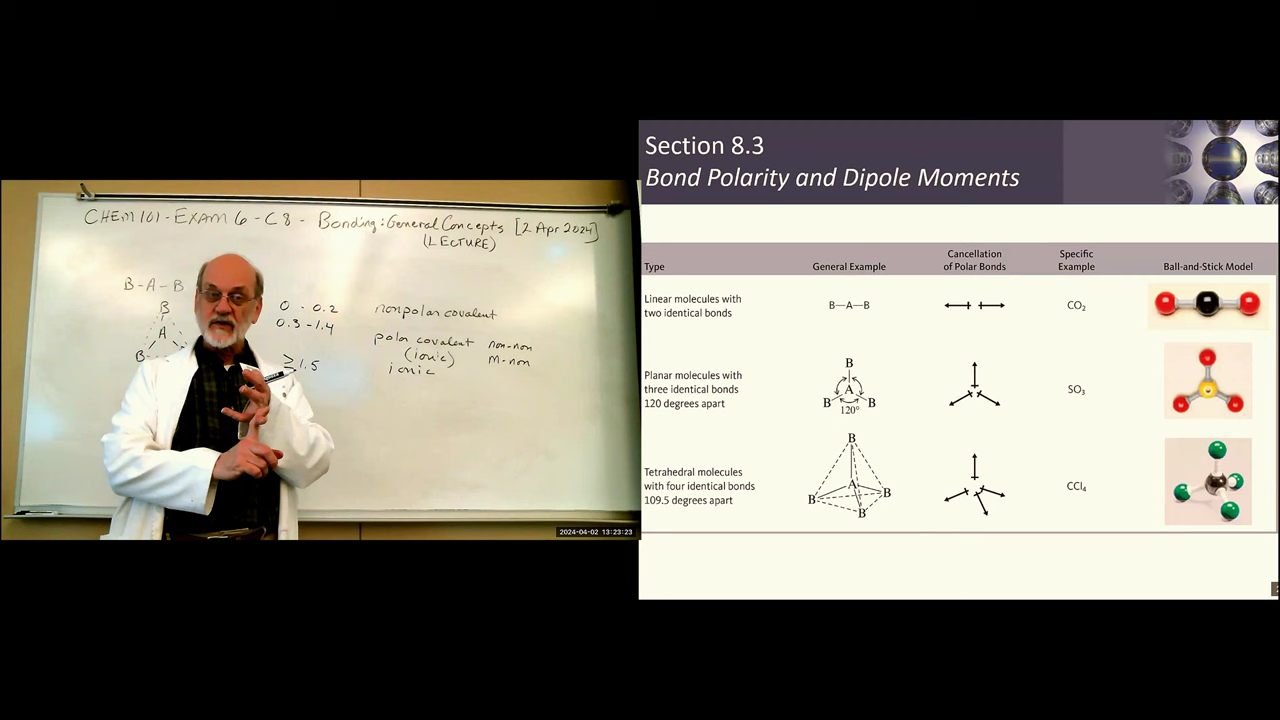 CHEM 101 - EXAM 6 - C8 - Bonding: General Concepts [2 Apr 2024]
(LECTURE)
B-A-B
B
A
B
0 - 0.2 nonpolar covalent
0.3 - 1.4 polar covalent non-non
(ionic) M-non
≥ 1.5 ionic
2024-04-02 13:23:23
Section 8.3
Bond Polarity and Dipole Moments
Type General Example Cancellation of Polar Bonds Specific Example Ball-and-Stick Model
Linear molecules with
two identical bonds
B—A—B
CO₂
Planar molecules with
three identical bonds
120 degrees apart
B
A
B B
120°
SO₃
Tetrahedral molecules
with four identical bonds
109.5 degrees apart
B
A
B B
B
CCl₄